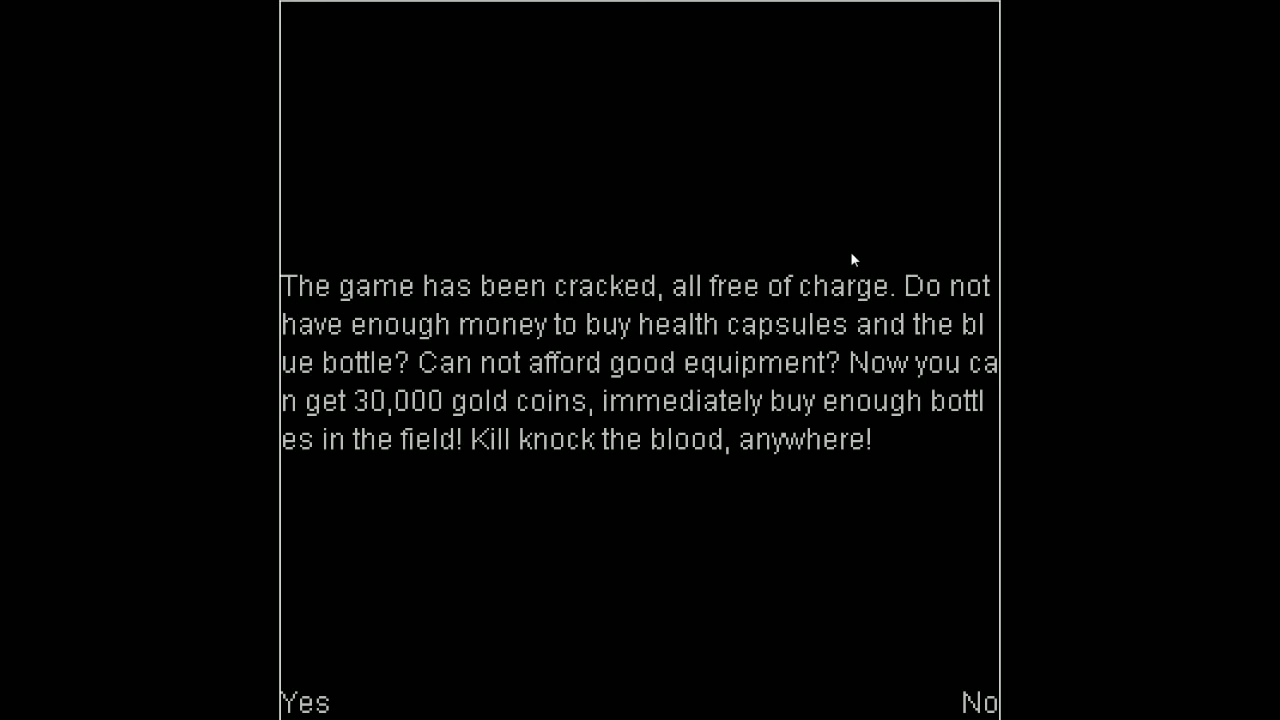 The game has been cracked, all free of charge. Do not
have enough money to buy health capsules and the bl
ue bottle? Can not afford good equipment? Now you ca
n get 30,000 gold coins, immediately buy enough bottl
es in the field! Kill knock the blood, anywhere!
Yes No